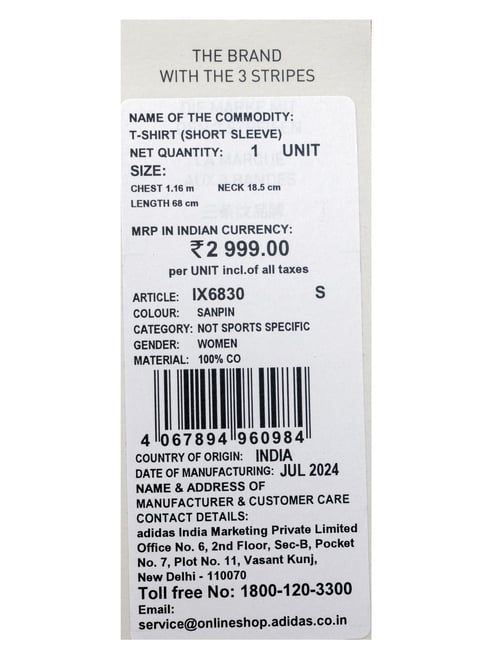 THE BRAND
WITH THE 3 STRIPES
NAME OF THE COMMODITY:
T-SHIRT (SHORT SLEEVE)
NET QUANTITY: 1 UNIT
SIZE:
CHEST 1.16 m NECK 18.5 cm
LENGTH 68 cm
MRP IN INDIAN CURRENCY:
₹2 999.00
per UNIT incl.of all taxes
ARTICLE: IX6830 S
COLOUR: SANPIN
CATEGORY: NOT SPORTS SPECIFIC
GENDER: WOMEN
MATERIAL: 100% CO
4 067894 960984
COUNTRY OF ORIGIN: INDIA
DATE OF MANUFACTURING: JUL 2024
NAME & ADDRESS OF
MANUFACTURER & CUSTOMER CARE
CONTACT DETAILS:
adidas India Marketing Private Limited
Office No. 6, 2nd Floor, Sec-B, Pocket
No. 7, Plot No. 11, Vasant Kunj,
New Delhi - 110070
Toll free No: 1800-120-3300
Email:
service@onlineshop.adidas.co.in